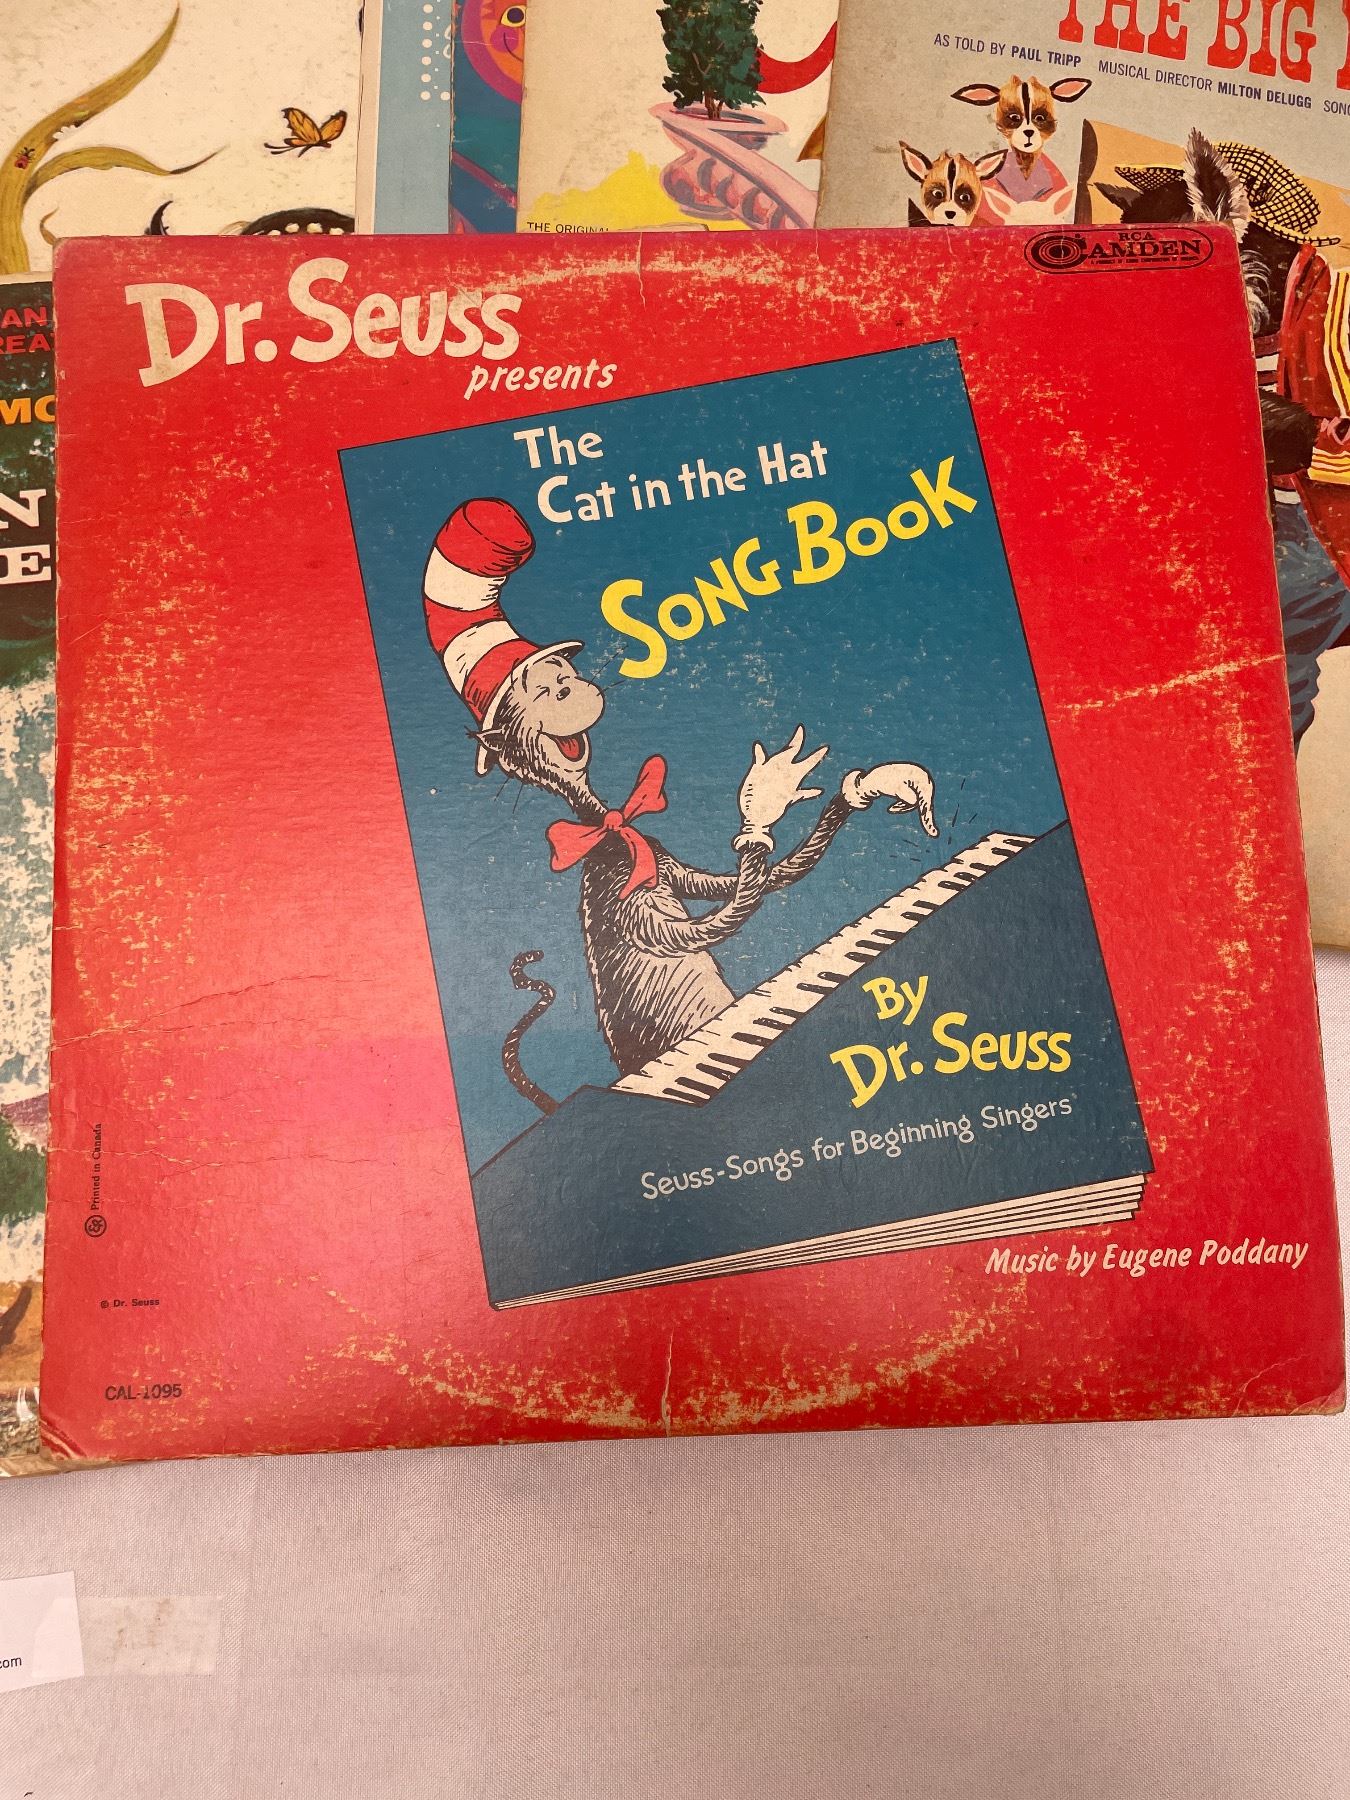 THE BIG
AS TOLD BY PAUL TRIPP MUSICAL DIRECTOR MILTON DELUGG SONG
THE ORIGINAL
RCA
CAMDEN
Dr. Seuss
presents
The
Cat in the Hat
SONG BOOK
By
Dr. Seuss
Seuss-Songs for Beginning Singers
Music by Eugene Poddany
Printed in Canada
© Dr. Seuss
CAL-1095
.com